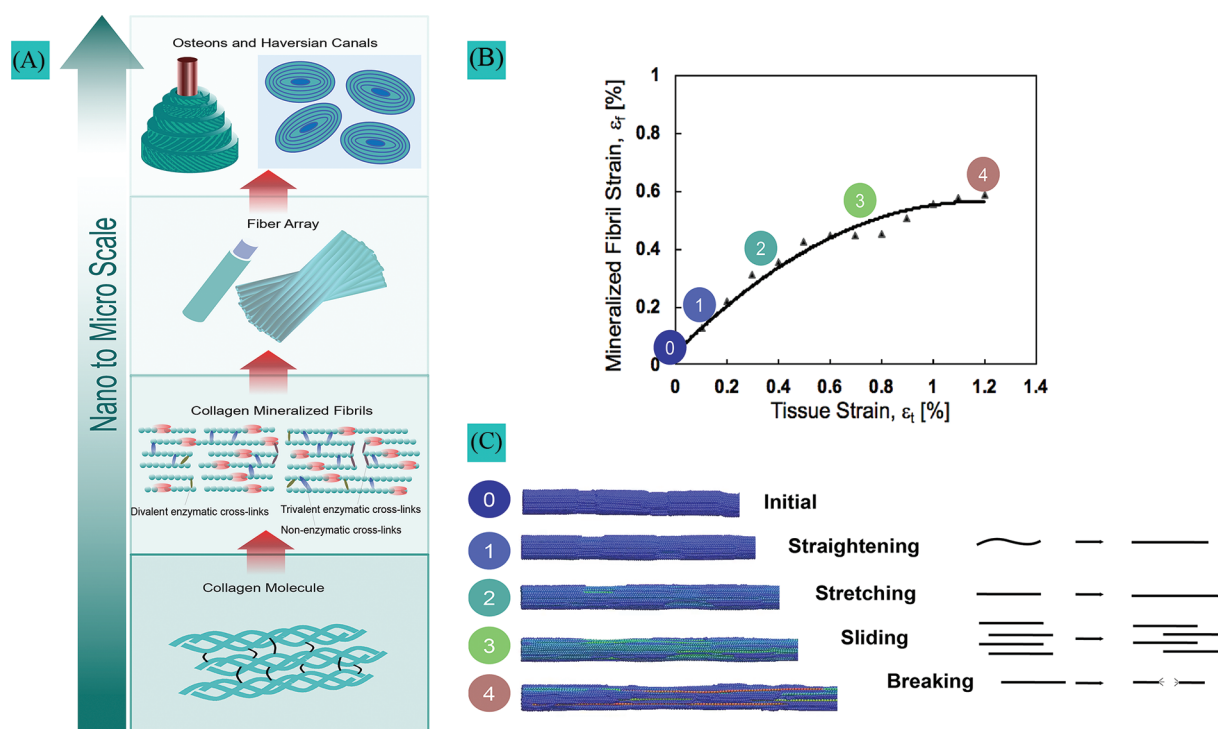 (A)
Nano to Micro Scale
Osteons and Haversian Canals
Fiber Array
Collagen Mineralized Fibrils
Divalent enzymatic cross-links
Trivalent enzymatic cross-links
Non-enzymatic cross-links
Collagen Molecule
(B)
Mineralized Fibril Strain, εf [%]
1
0.8
0.6
0.4
0.2
0
0
1
2
3
4
0 0.2 0.4 0.6 0.8 1 1.2 1.4
Tissue Strain, εt [%]
(C)
0 Initial
1 Straightening
2 Stretching
3 Sliding
4 Breaking